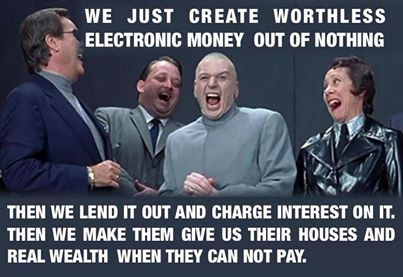 WE JUST CREATE WORTHLESS
ELECTRONIC MONEY OUT OF NOTHING
THEN WE LEND IT OUT AND CHARGE INTEREST ON IT.
THEN WE MAKE THEM GIVE US THEIR HOUSES AND
REAL WEALTH WHEN THEY CAN NOT PAY.